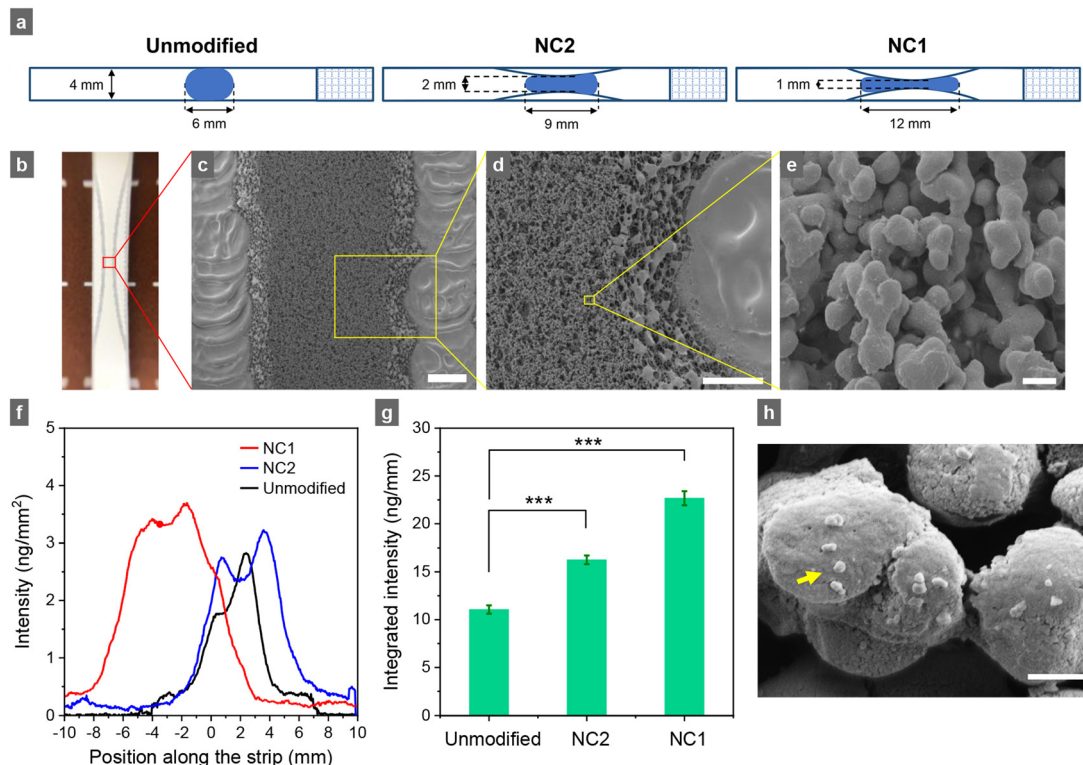 a
Unmodified
NC2
NC1
4 mm
2 mm
1 mm
6 mm
9 mm
12 mm
b
c
d
e
f
5
4
3
2
1
0
-10 -8 -6 -4 -2 0 2 4 6 8 10
Intensity (ng/mm²)
Position along the strip (mm)
NC1
NC2
Unmodified
g
30
25
20
15
10
5
0
Integrated intensity (ng/mm)
***
***
Unmodified NC2 NC1
h